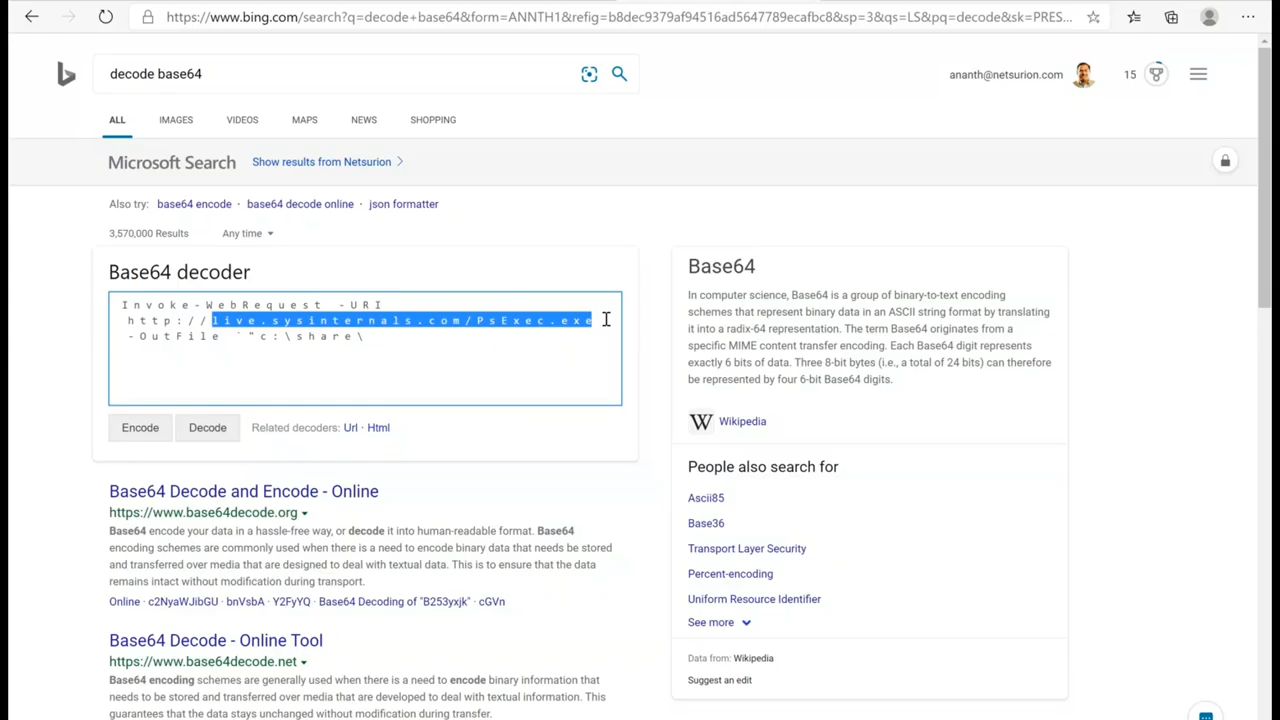 https://www.bing.com/search?q=decode+base64&form=ANNTH1&refig=b8dec9379af94516ad5647789ecafbc8&sp=3&qs=LS&pq=decode&sk=PRES...
decode base64
ananth@netsurion.com
15
ALL IMAGES VIDEOS MAPS NEWS SHOPPING
Microsoft Search Show results from Netsurion
Also try: base64 encode · base64 decode online · json formatter
3,570,000 Results Any time
Base64 decoder
Invoke-WebRequest -URI
http://live.sysinternals.com/PsExec.exe
-OutFile `"c:\share\
Encode Decode Related decoders: Url · Html
Base64 Decode and Encode - Online
https://www.base64decode.org
Base64 encode your data in a hassle-free way, or decode it into human-readable format. Base64
encoding schemes are commonly used when there is a need to encode binary data that needs be stored
and transferred over media that are designed to deal with textual data. This is to ensure that the data
remains intact without modification during transport.
Online · c2NyaWJibGU · bnVsbA · Y2FyYQ · Base64 Decoding of "B253yxjk" · cGVn
Base64 Decode - Online Tool
https://www.base64decode.net
Base64 encoding schemes are generally used when there is a need to encode binary information that
needs to be stored and transferred over media that are developed to deal with textual information. This
guarantees that the data stays unchanged without modification during transfer.
Base64
In computer science, Base64 is a group of binary-to-text encoding
schemes that represent binary data in an ASCII string format by translating
it into a radix-64 representation. The term Base64 originates from a
specific MIME content transfer encoding. Each Base64 digit represents
exactly 6 bits of data. Three 8-bit bytes (i.e., a total of 24 bits) can therefore
be represented by four 6-bit Base64 digits.
W Wikipedia
People also search for
Ascii85
Base36
Transport Layer Security
Percent-encoding
Uniform Resource Identifier
See more
Data from: Wikipedia
Suggest an edit